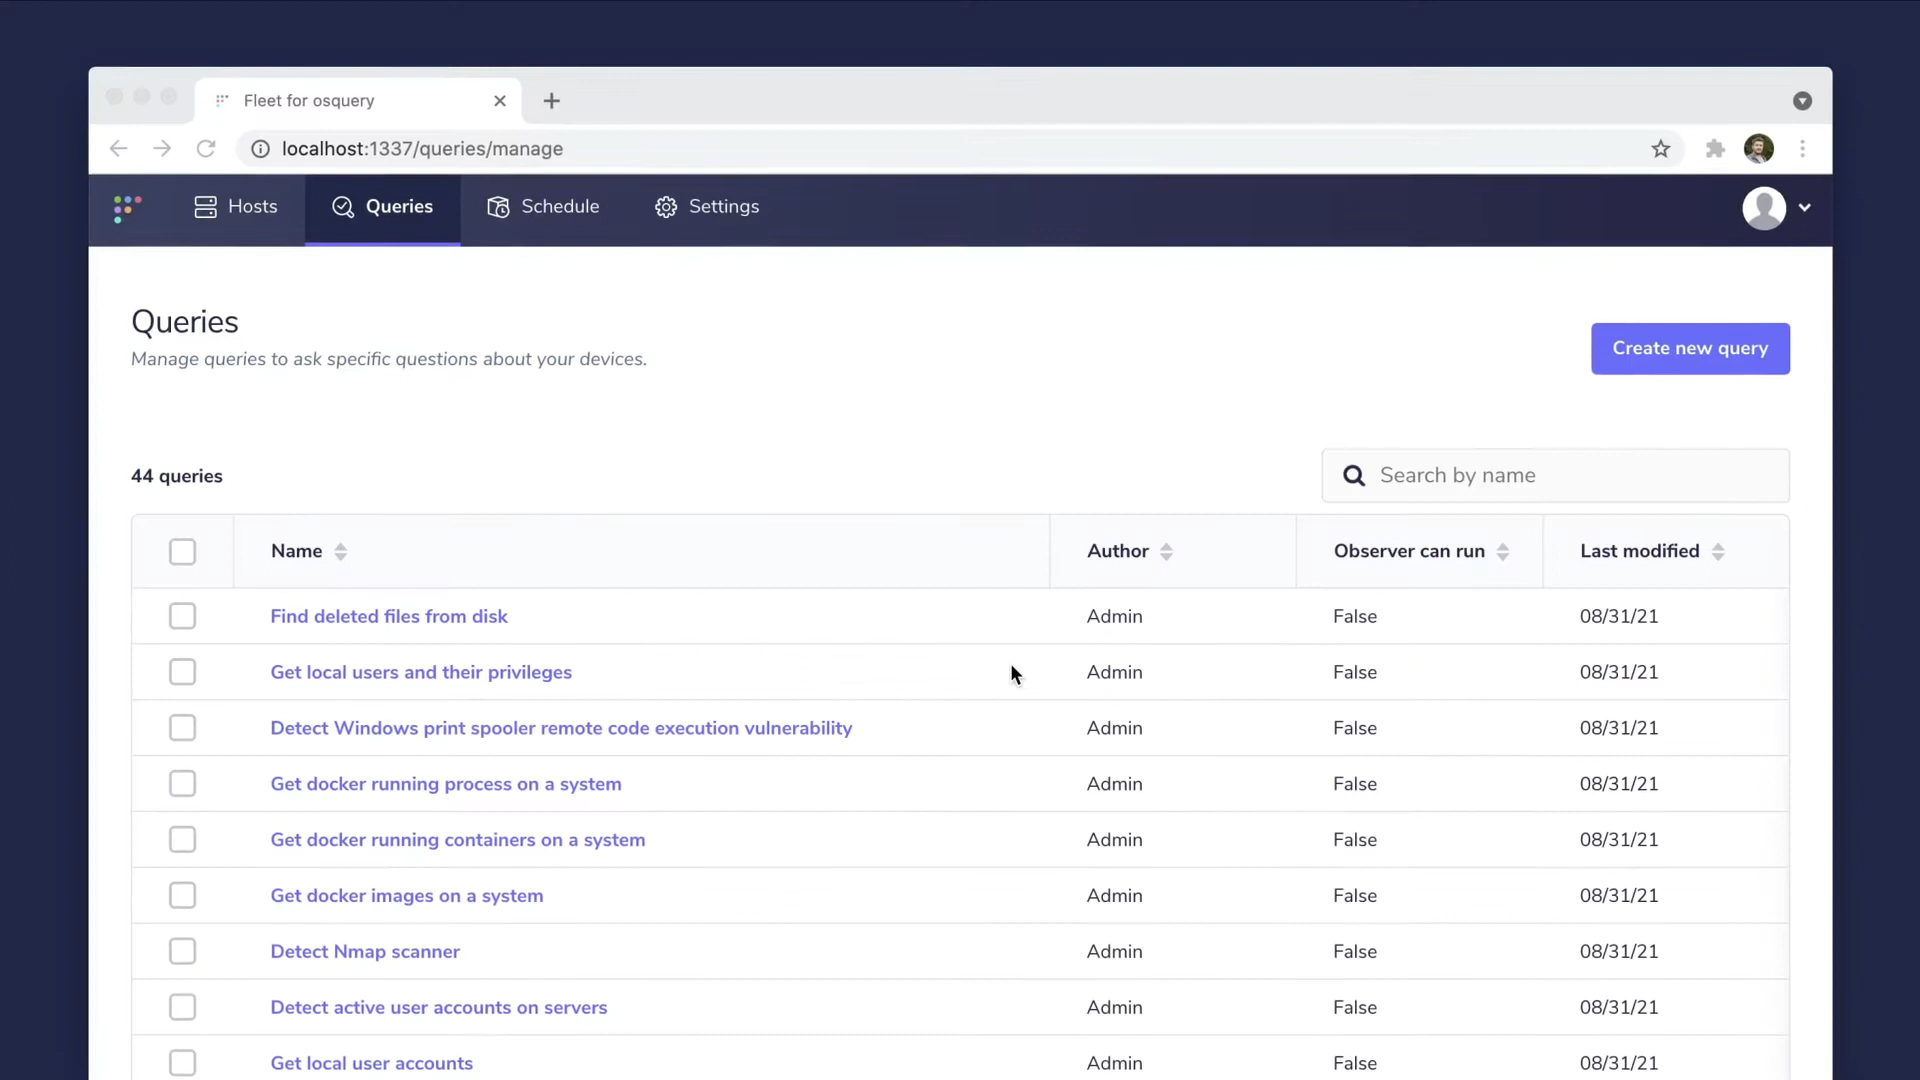 Fleet for osquery
localhost:1337/queries/manage
Hosts
Queries
Schedule
Settings
Queries
Manage queries to ask specific questions about your devices.
Create new query
44 queries
Search by name
Name Author Observer can run Last modified
Find deleted files from disk Admin False 08/31/21
Get local users and their privileges Admin False 08/31/21
Detect Windows print spooler remote code execution vulnerability Admin False 08/31/21
Get docker running process on a system Admin False 08/31/21
Get docker running containers on a system Admin False 08/31/21
Get docker images on a system Admin False 08/31/21
Detect Nmap scanner Admin False 08/31/21
Detect active user accounts on servers Admin False 08/31/21
Get local user accounts Admin False 08/31/21